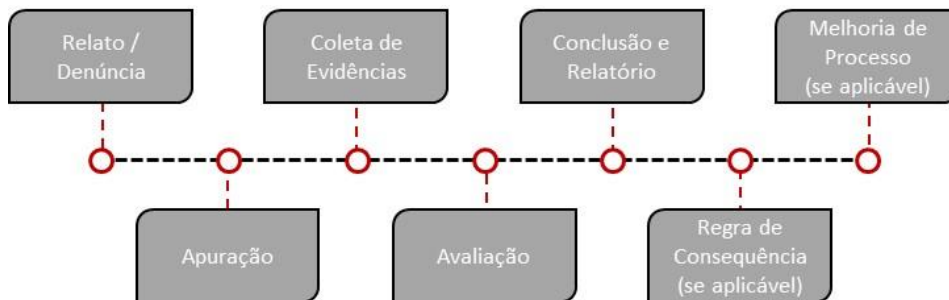 Relato /
Denúncia
Coleta de
Evidências
Conclusão e
Relatório
Melhoria de
Processo
(se aplicável)
Apuração
Avaliação
Regra de
Consequência
(se aplicável)